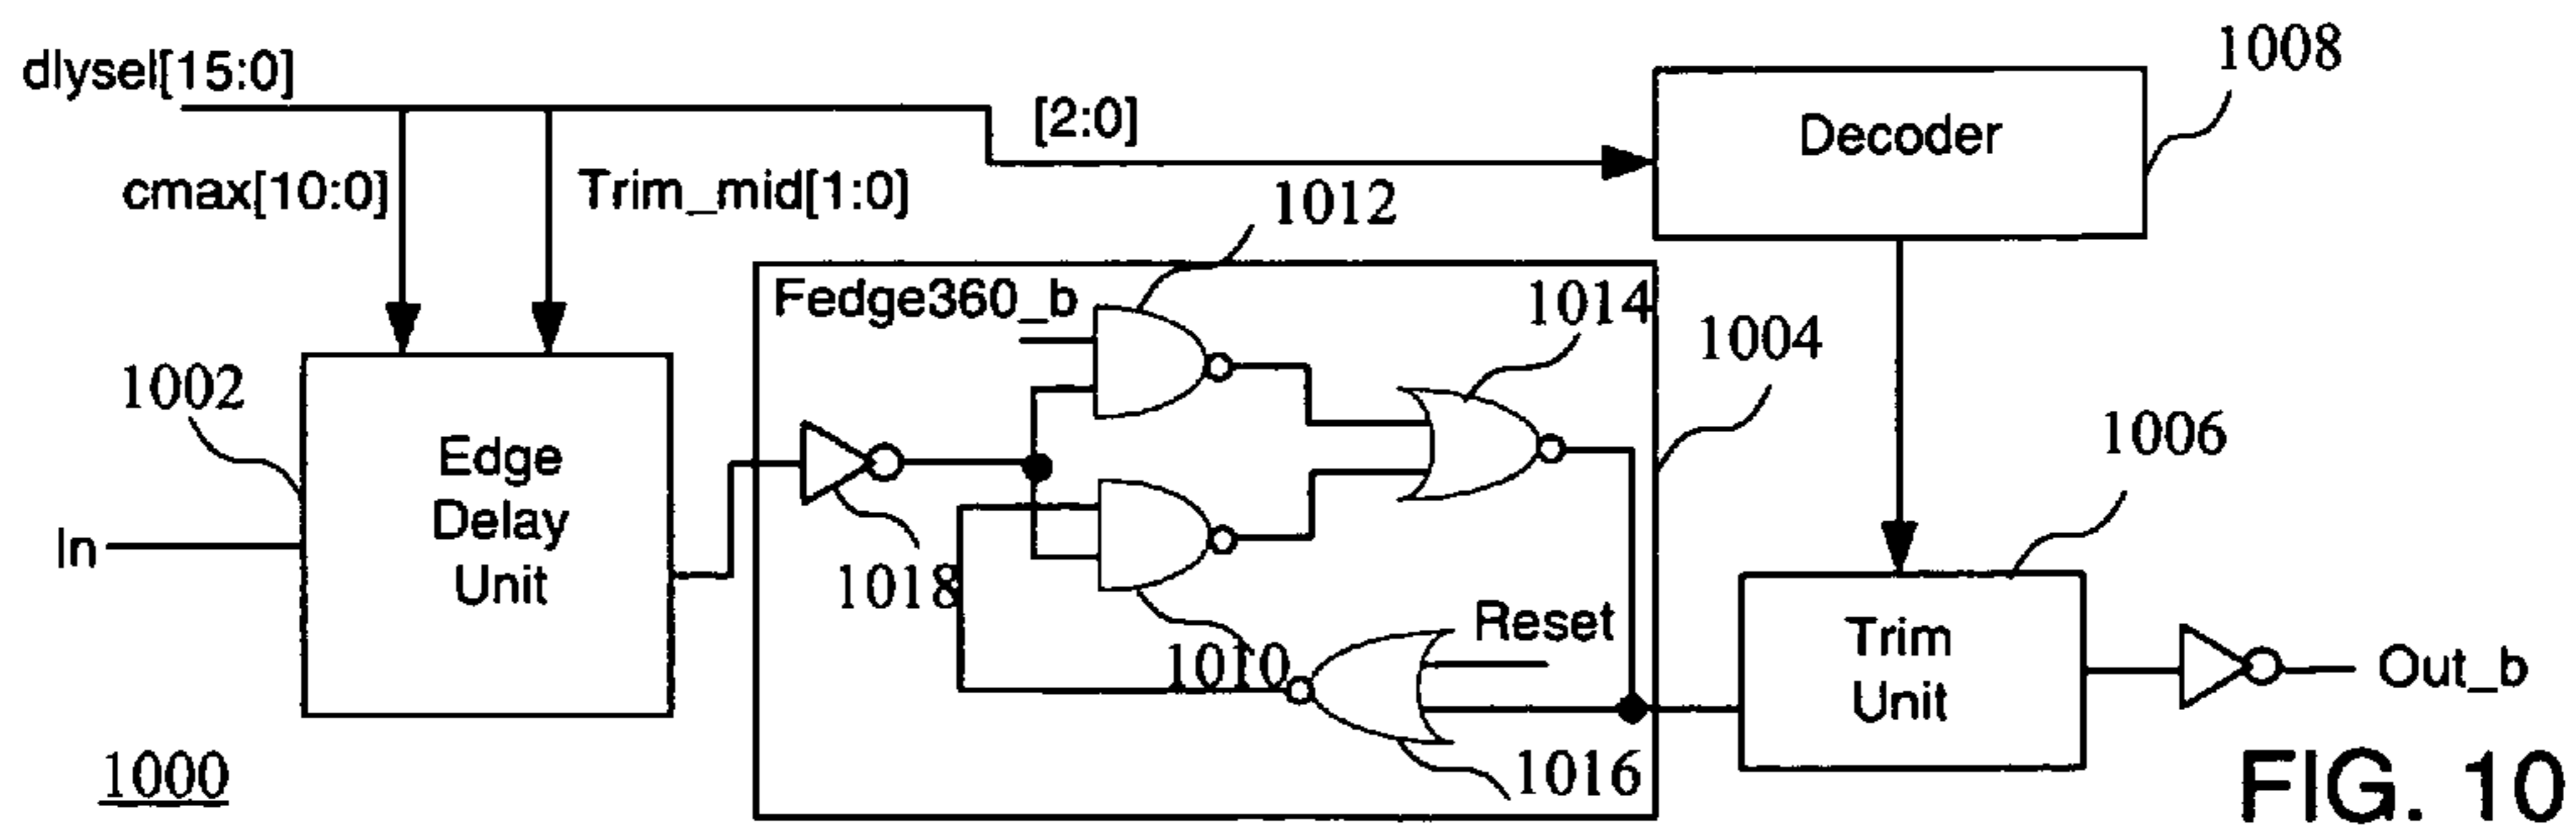 dlysel[15:0]
[2:0]
Decoder
1008
cmax[10:0]
Trim_mid[1:0]
1012
Fedge360_b
1014
1004
1002
Edge
Delay
Unit
In
1018
1010
Reset
1016
1006
Trim
Unit
Out_b
1000
FIG. 10